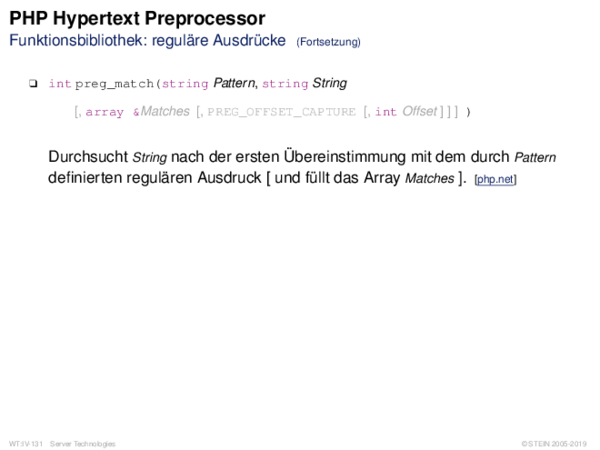 PHP Hypertext Preprocessor
Funktionsbibliothek: reguläre Ausdrücke (Fortsetzung)
❑ int preg_match(string Pattern, string String
[, array &Matches [, PREG_OFFSET_CAPTURE [, int Offset ] ] ] )
Durchsucht String nach der ersten Übereinstimmung mit dem durch Pattern
definierten regulären Ausdruck [ und füllt das Array Matches ]. [php.net]
WT:IV-131 Server Technologies © STEIN 2005-2019